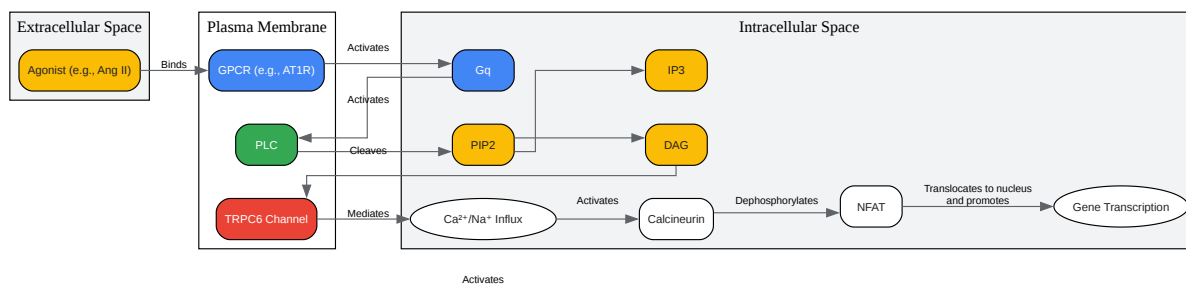 Extracellular Space
Plasma Membrane
Intracellular Space
Agonist (e.g., Ang II)
Binds
GPCR (e.g., AT1R)
Activates
Gq
IP3
Activates
PLC
Cleaves
PIP2
DAG
TRPC6 Channel
Mediates
Ca²⁺/Na⁺ Influx
Activates
Calcineurin
Dephosphorylates
NFAT
Translocates to nucleus
and promotes
Gene Transcription
Activates